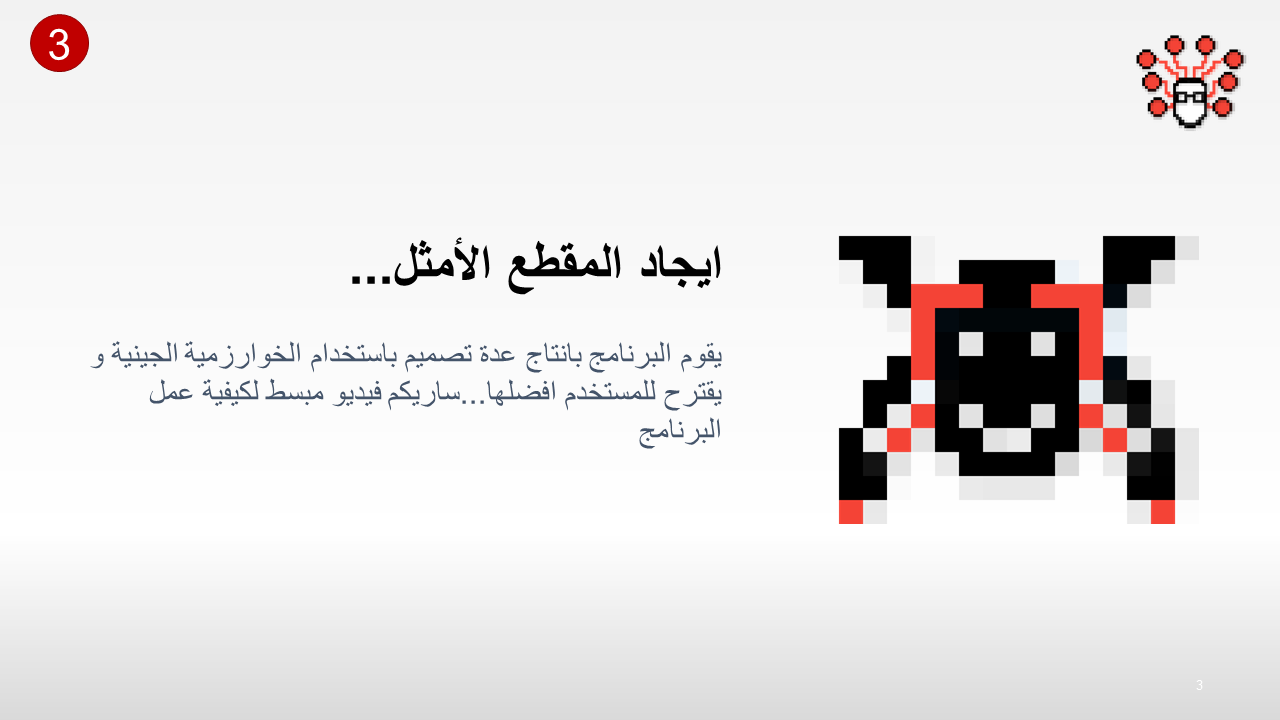 3
ايجاد المقطع الأمثل...
يقوم البرنامج بانتاج عدة تصميم باستخدام الخوارزمية الجينية و
يقترح للمستخدم افضلها...ساريكم فيديو مبسط لكيفية عمل
البرنامج
3